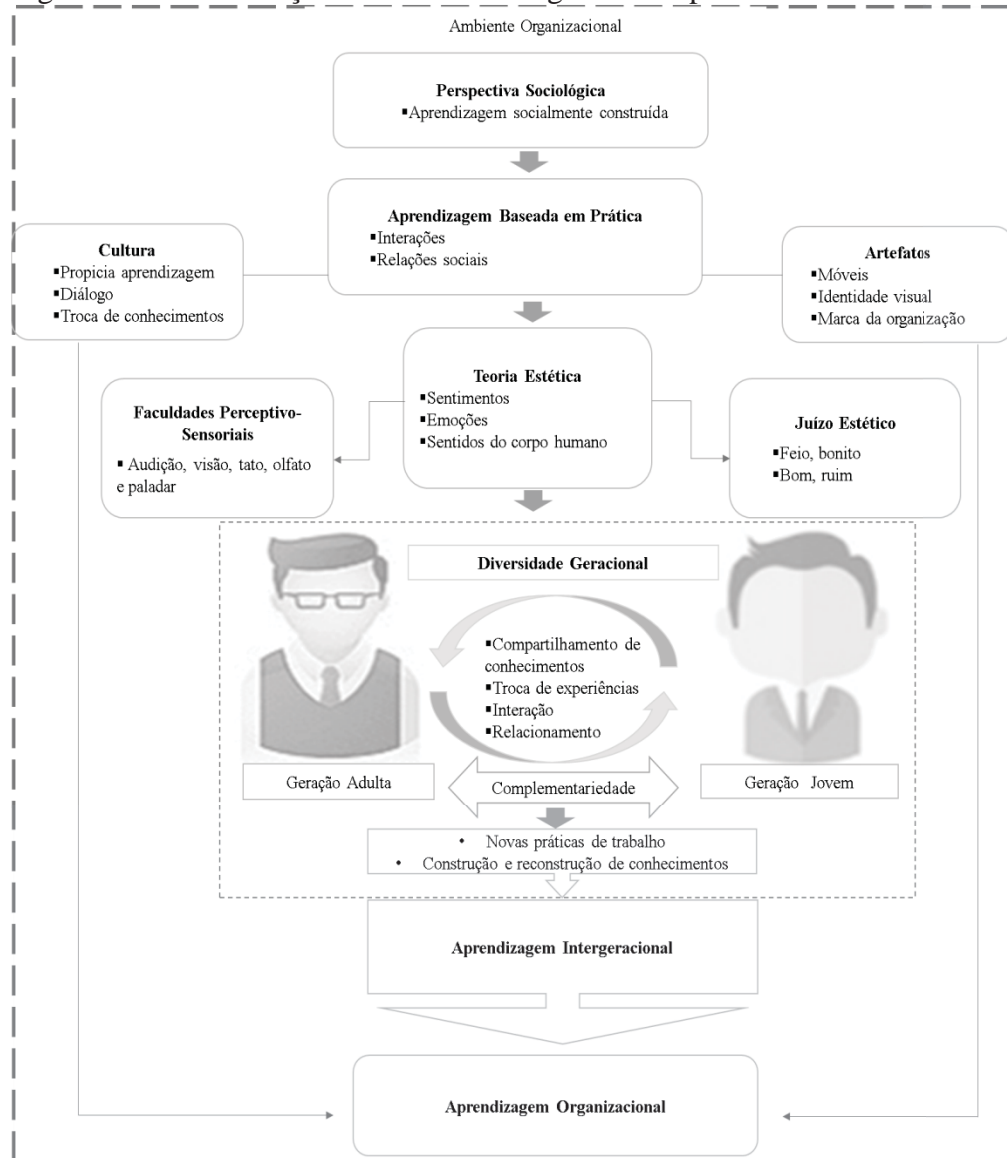 Ambiente Organizacional
Perspectiva Sociológica
▪Aprendizagem socialmente construída
Aprendizagem Baseada em Prática
▪Interações
▪Relações sociais
Cultura
▪Propicia aprendizagem
▪Diálogo
▪Troca de conhecimentos
Artefatos
▪Móveis
▪Identidade visual
▪Marca da organização
Teoria Estética
▪Sentimentos
▪Emoções
▪Sentidos do corpo humano
Faculdades Perceptivo-
Sensoriais
▪ Audição, visão, tato, olfato
e paladar
Juízo Estético
▪Feio, bonito
▪Bom, ruim
Diversidade Geracional
▪Compartilhamento de
conhecimentos
▪Troca de experiências
▪Interação
▪Relacionamento
Geração Adulta
Complementariedade
Geração Jovem
• Novas práticas de trabalho
• Construção e reconstrução de conhecimentos
Aprendizagem Intergeracional
Aprendizagem Organizacional